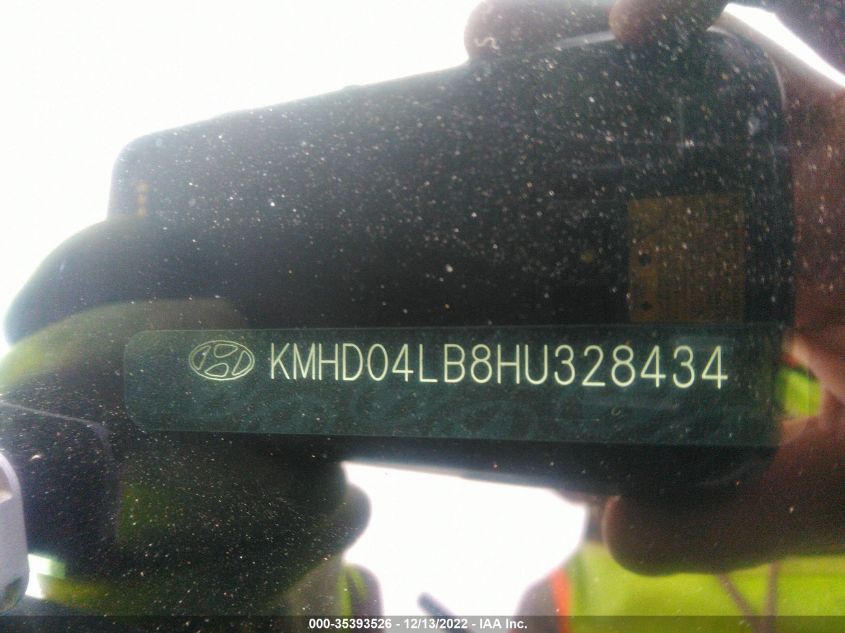 KMHD04LB8HU328434
000-35393526 - 12/13/2022 - IAA Inc.